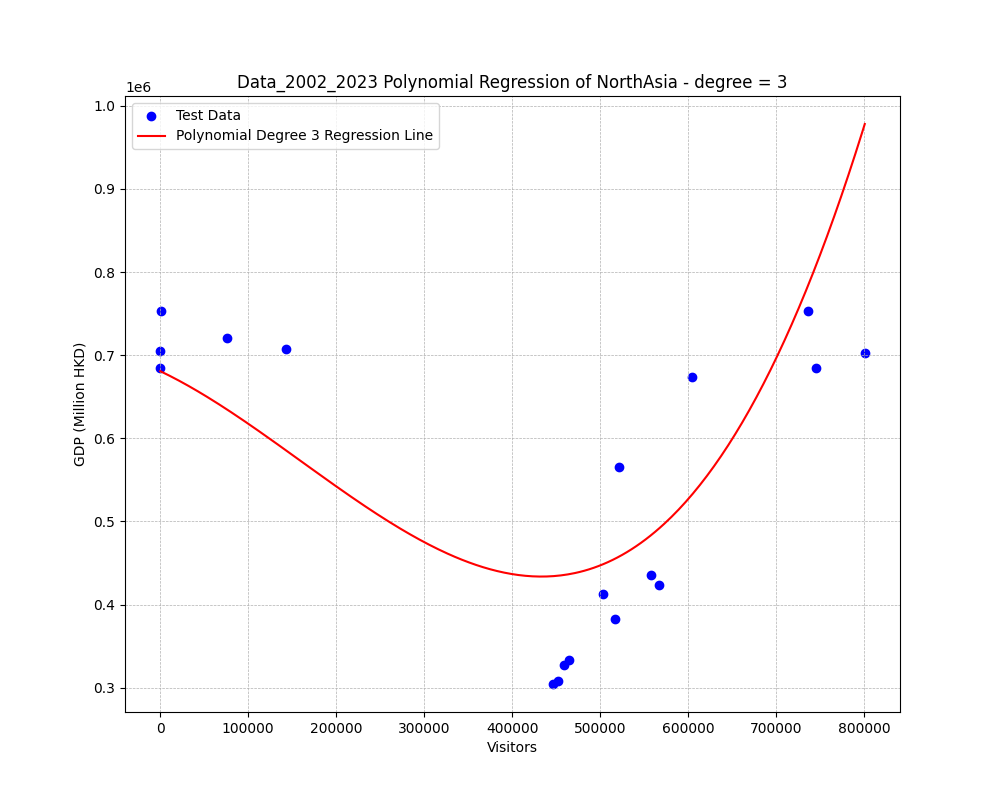 Data_2002_2023 Polynomial Regression of NorthAsia - degree = 3
1e6
Test Data
Polynomial Degree 3 Regression Line
1.0
0.9
0.8
0.7
0.6
0.5
0.4
0.3
GDP (Million HKD)
0 100000 200000 300000 400000 500000 600000 700000 800000
Visitors